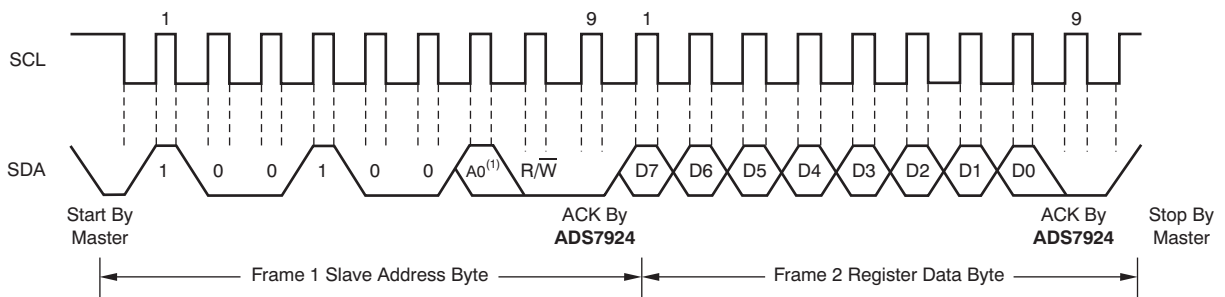 1 9 1 9
SCL
SDA
1 0 0 1 0 0 A0(1) R/W̅ D7 D6 D5 D4 D3 D2 D1 D0
Start By
Master
ACK By
ADS7924
ACK By
ADS7924
Stop By
Master
Frame 1 Slave Address Byte
Frame 2 Register Data Byte